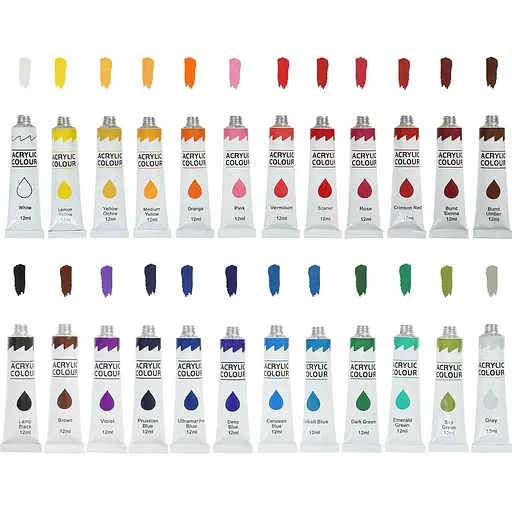 ACRYLIC
COLOUR
White
12ml
ACRYLIC
COLOUR
Lemon
Yellow
12ml
ACRYLIC
COLOUR
Yellow
Ochre
12ml
ACRYLIC
COLOUR
Medium
Yellow
12ml
ACRYLIC
COLOUR
Orange
12ml
ACRYLIC
COLOUR
Pink
12ml
ACRYLIC
COLOUR
Vermilion
12ml
ACRYLIC
COLOUR
Scarlet
12ml
ACRYLIC
COLOUR
Rose
12ml
ACRYLIC
COLOUR
Crimson Red
12ml
ACRYLIC
COLOUR
Burnt
Sienna
12ml
ACRYLIC
COLOUR
Burnt
Umber
12ml
ACRYLIC
COLOUR
Lamp
Black
12ml
ACRYLIC
COLOUR
Brown
12ml
ACRYLIC
COLOUR
Violet
12ml
ACRYLIC
COLOUR
Prussian
Blue
12ml
ACRYLIC
COLOUR
Ultramarine
Blue
12ml
ACRYLIC
COLOUR
Deep
Blue
12ml
ACRYLIC
COLOUR
Cerulean
Blue
12ml
ACRYLIC
COLOUR
Cobalt Blue
12ml
ACRYLIC
COLOUR
Dark Green
12ml
ACRYLIC
COLOUR
Emerald
Green
12ml
ACRYLIC
COLOUR
Sap
Green
12ml
ACRYLIC
COLOUR
Gray
12ml